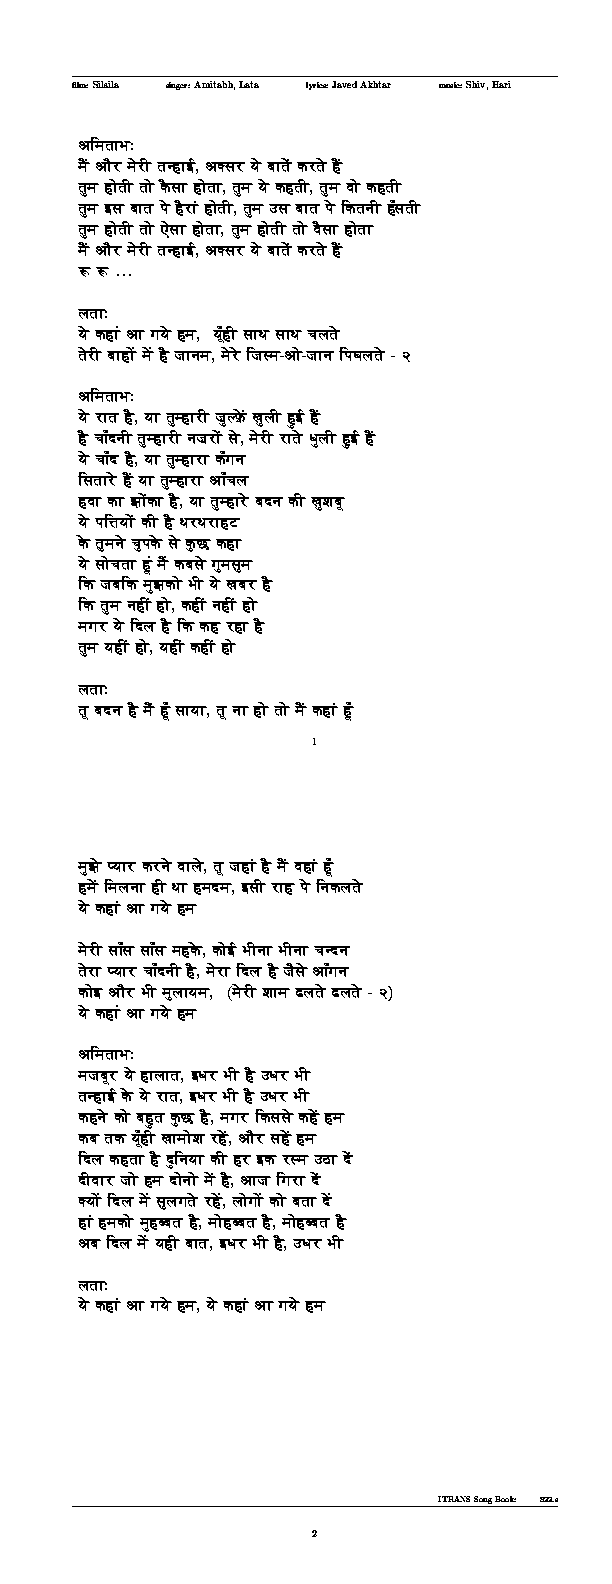 film: Silsila singer: Amitabh, Lata lyrics: Javed Akhtar music: Shiv, Hari
अमिताभः
मैं और मेरी तन्हाई, अक्सर ये बातें करते हैं
तुम होती तो कैसा होता, तुम ये कहती, तुम वो कहती
तुम इस बात पे हैरां होती, तुम उस बात पे कितनी हँसती
तुम होती तो ऐसा होता, तुम होती तो वैसा होता
मैं और मेरी तन्हाई, अक्सर ये बातें करते हैं
रू रू ...
लताः
ये कहां आ गये हम, यूँही साथ साथ चलते
तेरी बाहों में है जानम, मेरे जिस्म-ओ-जान पिघलते - २
अमिताभः
ये रात है, या तुम्हारी ज़ुल्फ़ें खुली हुई हैं
है चाँदनी तुम्हारी नजरों से, मेरी राते धुली हुई हैं
ये चाँद है, या तुम्हारा कँगन
सितारे हैं या तुम्हारा आँचल
हवा का झोंका है, या तुम्हारे बदन की खुशबू
ये पत्तियों की है थरथराहट
के तुमने चुपके से कुछ कहा
ये सोचता हूं मैं कबसे गुमसुम
कि जबकि मुझको भी ये खबर है
कि तुम नहीं हो, कहीं नहीं हो
मगर ये दिल है कि कह रहा है
तुम यहीं हो, यहीं कहीं हो
लताः
तू बदन है मैं हूँ साया, तू ना हो तो मैं कहां हूँ
1
मुझे प्यार करने वाले, तू जहां है मैं वहां हूँ
हमें मिलना ही था हमदम, इसी राह पे निकलते
ये कहां आ गये हम
मेरी साँस साँस महके, कोई भीना भीना चन्दन
तेरा प्यार चाँदनी है, मेरा दिल है जैसे आँगन
कोइ और भी मुलायम, (मेरी शाम ढलते ढलते - २)
ये कहां आ गये हम
अमिताभः
मजबूर ये हालात, इधर भी है उधर भी
तन्हाई के ये रात, इधर भी है उधर भी
कहने को बहुत कुछ है, मगर किससे कहें हम
कब तक यूँही खामोश रहें, और सहें हम
दिल कहता है दुनिया की हर इक रस्म उठा दें
दीवार जो हम दोनो में है, आज गिरा दें
क्यों दिल में सुलगते रहें, लोगों को बता दें
हां हमको मुहब्बत है, मोहब्बत है, मोहब्बत है
अब दिल में यही बात, इधर भी है, उधर भी
लताः
ये कहां आ गये हम, ये कहां आ गये हम
ITRANS Song Book
2